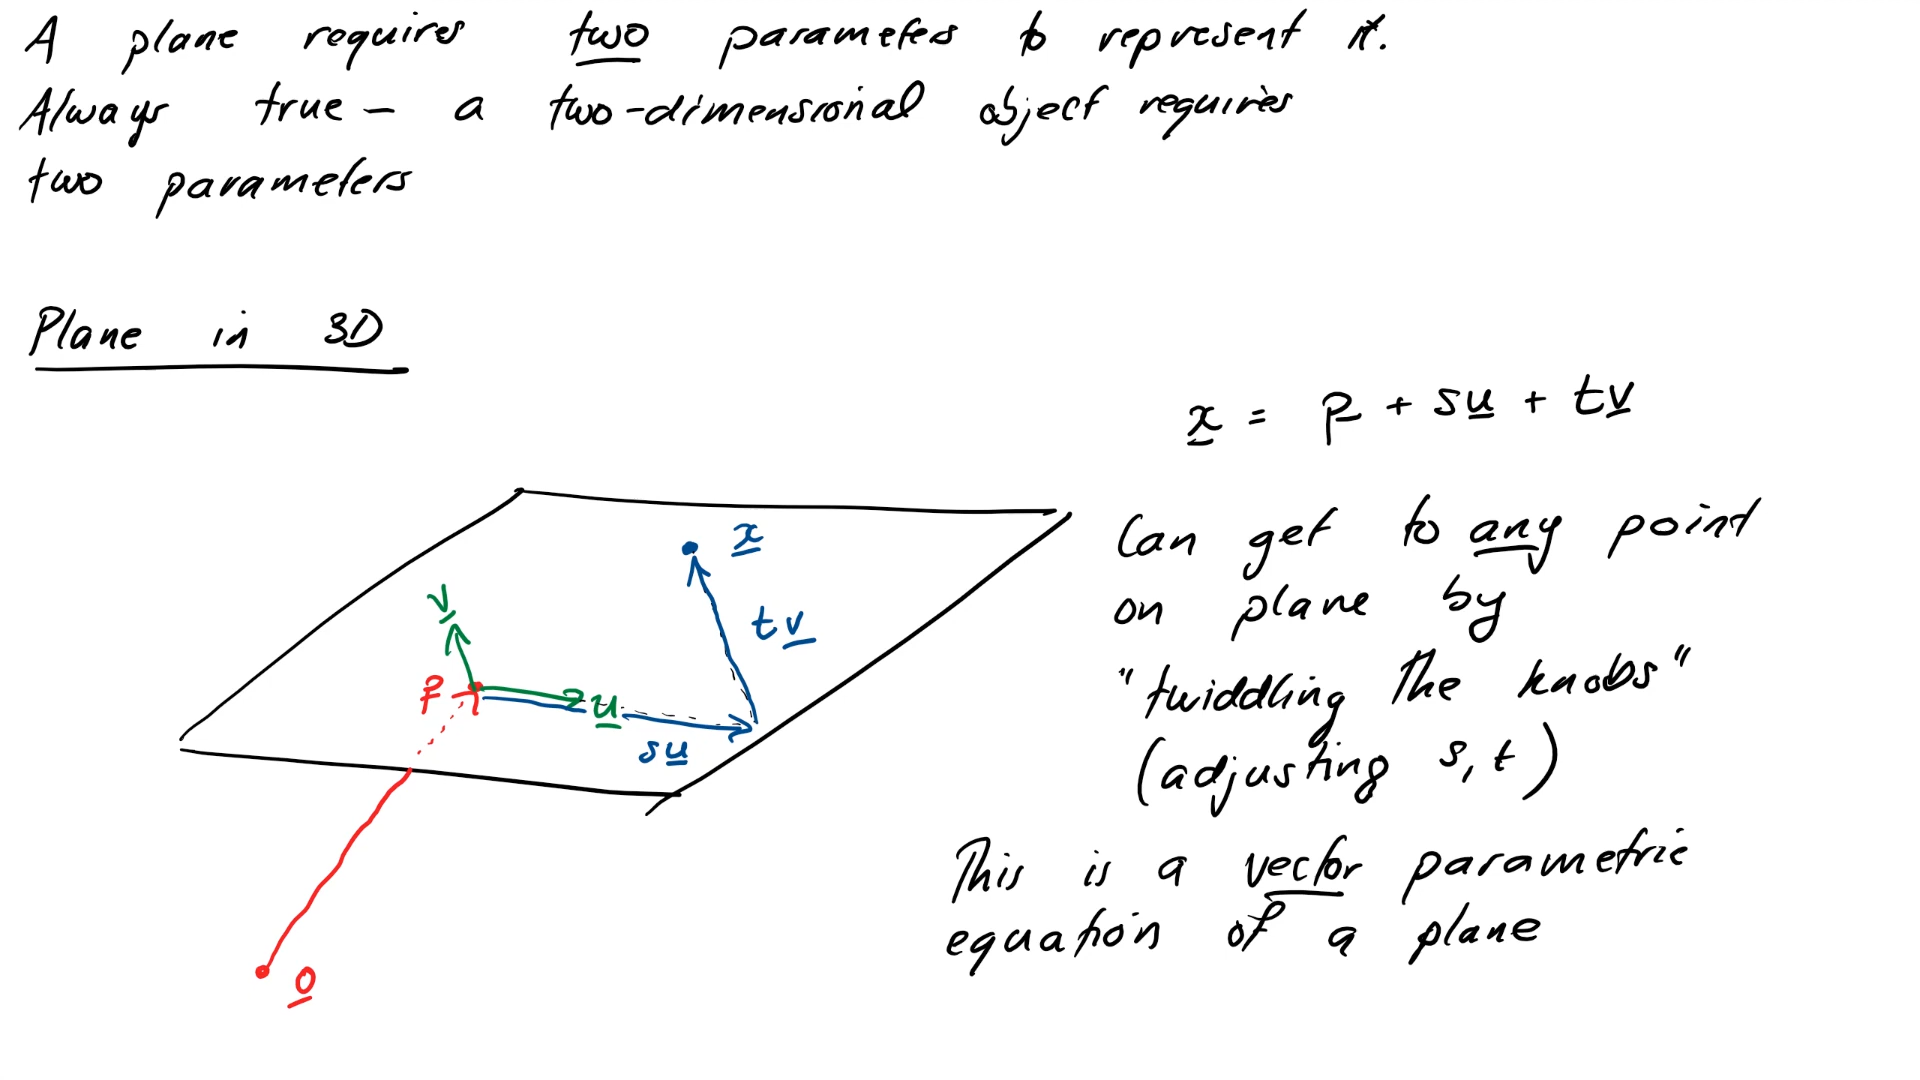 A plane requires two parameters to represent it.
Always true – a two-dimensional object requires
two parameters
Plane in 3D
x = p + su + tv
x
v
tv
p
u
su
0
Can get to any point
on plane by
"twiddling the knobs"
(adjusting s, t)
This is a vector parametric
equation of a plane